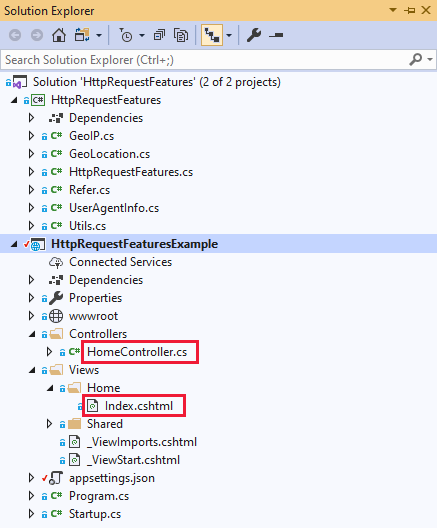 Solution Explorer
Search Solution Explorer (Ctrl+;)
Solution 'HttpRequestFeatures' (2 of 2 projects)
HttpRequestFeatures
Dependencies
GeoIP.cs
GeoLocation.cs
HttpRequestFeatures.cs
Refer.cs
UserAgentInfo.cs
Utils.cs
HttpRequestFeaturesExample
Connected Services
Dependencies
Properties
wwwroot
Controllers
HomeController.cs
Views
Home
Index.cshtml
Shared
_ViewImports.cshtml
_ViewStart.cshtml
appsettings.json
Program.cs
Startup.cs